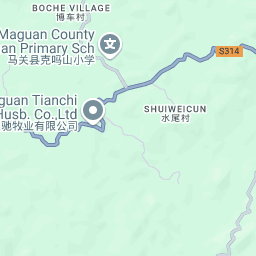 BOCHE VILLAGE
博车村
Maguan County
an Primary Sch
马关县克吗山小学
S314
guan Tianchi
Husb. Co.,Ltd
驰牧业有限公司
SHUIWEICUN
水尾村